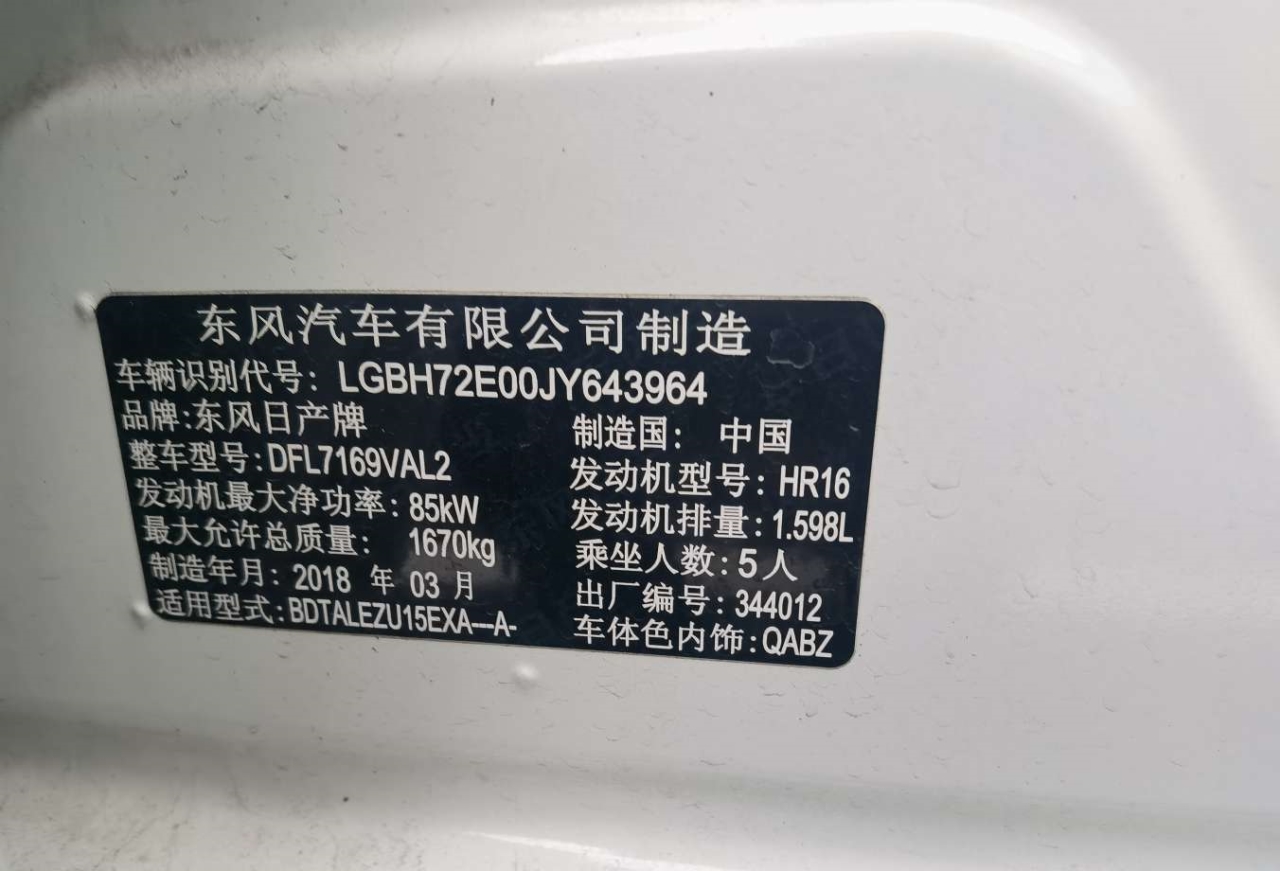 东风汽车有限公司制造
车辆识别代号: LGBH72E00JY643964
品牌:东风日产牌
制造国: 中国
整车型号:DFL7169VAL2
发动机型号:HR16
发动机最大净功率:85kW
发动机排量:1.598L
最大允许总质量: 1670kg
乘坐人数:5人
制造年月:2018 年 03 月
出厂编号:344012
适用型式:BDTALEZU15EXA---A-
车体色内饰:QABZ